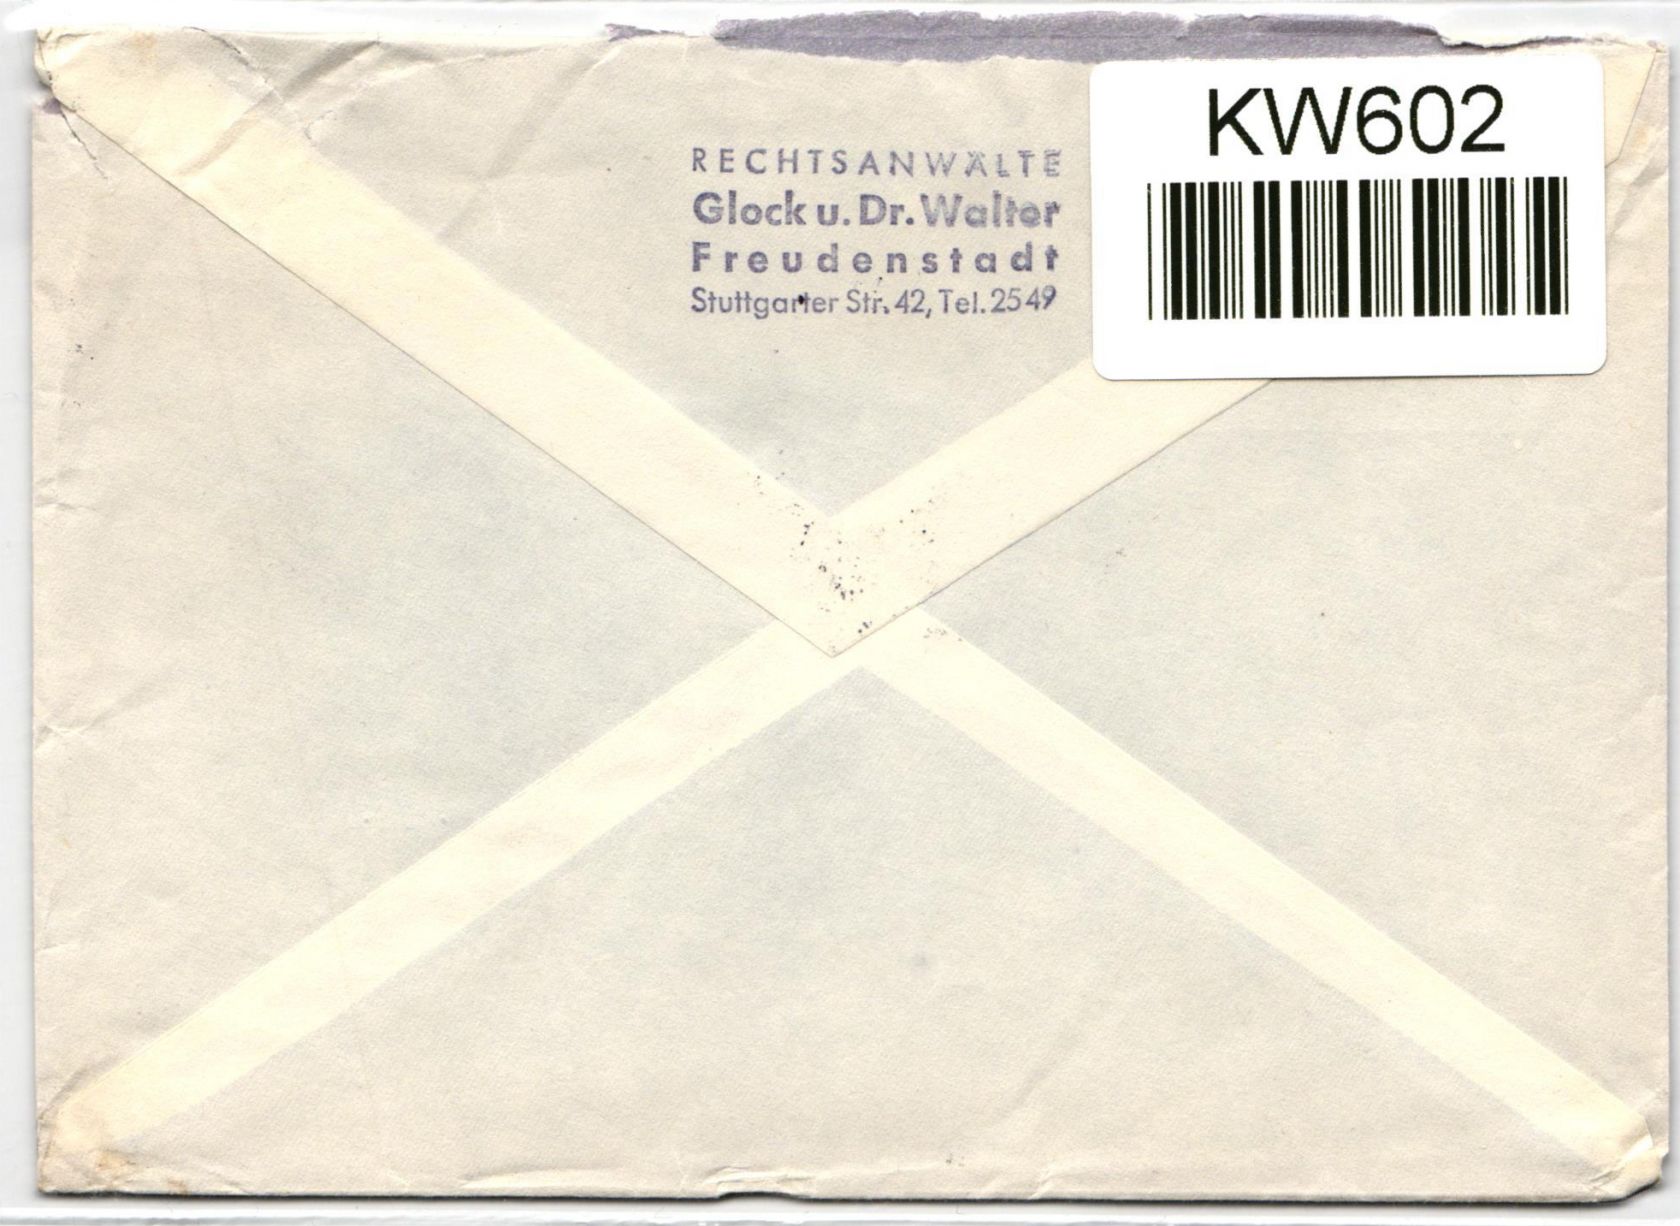 RECHTSANWÄLTE
Glock u. Dr. Walter
Freudenstadt
Stuttgarter Str. 42, Tel. 2549
KW602